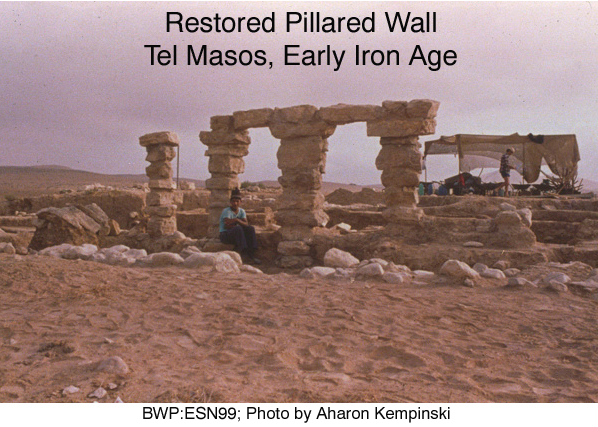 Restored Pillared Wall
Tel Masos, Early Iron Age
BWP:ESN99; Photo by Aharon Kempinski